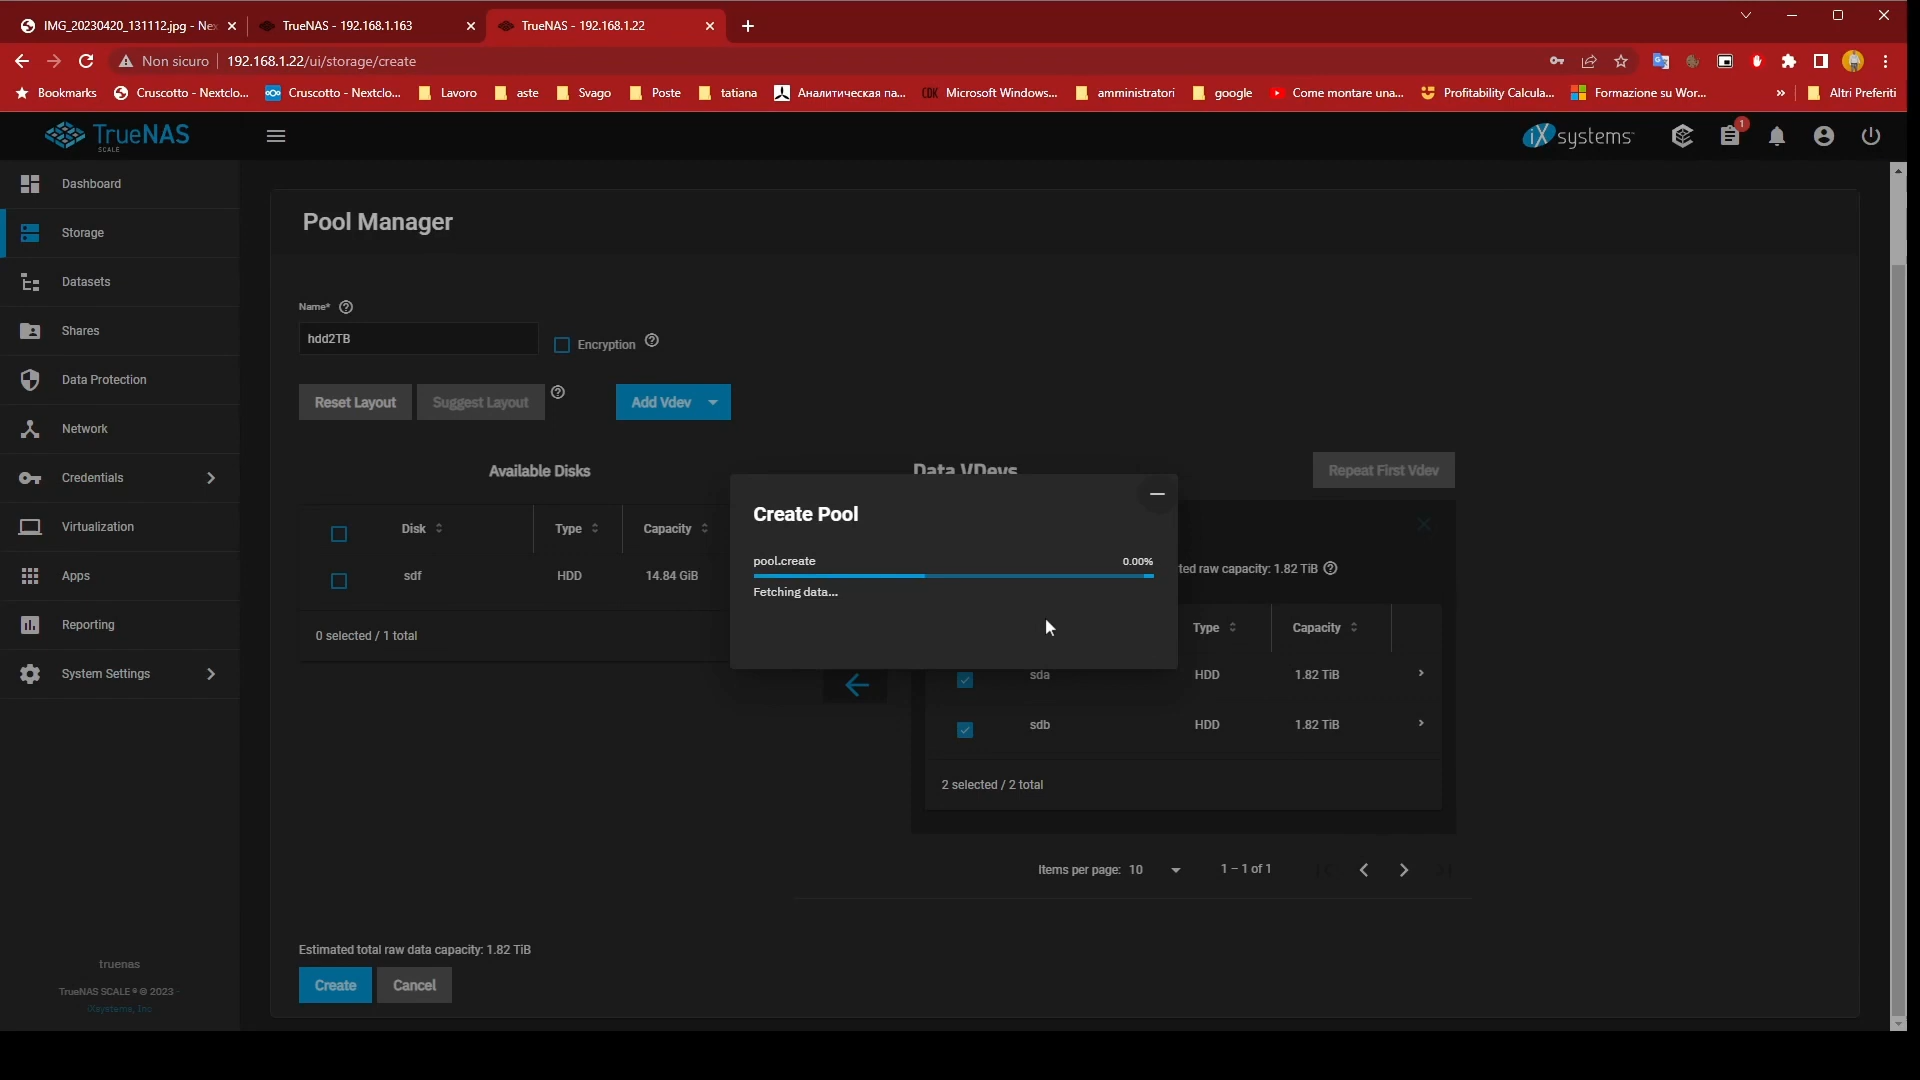 IMG_20230420_131112.jpg - Nex
TrueNAS - 192.168.1.163
TrueNAS - 192.168.1.22
Non sicuro
192.168.1.22/ui/storage/create
Bookmarks
Cruscotto - Nextclo...
Cruscotto - Nextclo...
Lavoro
aste
Svago
Poste
tatiana
Аналитическая па...
Microsoft Windows...
amministratori
google
Come montare una...
Profitability Calcula...
Formazione su Wor...
»
Altri Preferiti
TrueNAS
SCALE
iXsystems
1
Dashboard
Storage
Datasets
Shares
Data Protection
Network
Credentials
Virtualization
Apps
Reporting
System Settings
truenas
TrueNAS SCALE ® © 2023 -
iXsystems, Inc
Pool Manager
Name*
hdd2TB
Encryption
Reset Layout
Suggest Layout
Add Vdev
Available Disks
Data VDevs
Repeat First Vdev
Disk
Type
Capacity
sdf
HDD
14.84 GiB
0 selected / 1 total
Create Pool
pool.create
0.00%
Fetching data...
ted raw capacity: 1.82 TiB
Type
Capacity
sda
HDD
1.82 TiB
sdb
HDD
1.82 TiB
2 selected / 2 total
Items per page: 10
1 – 1 of 1
Estimated total raw data capacity: 1.82 TiB
Create
Cancel